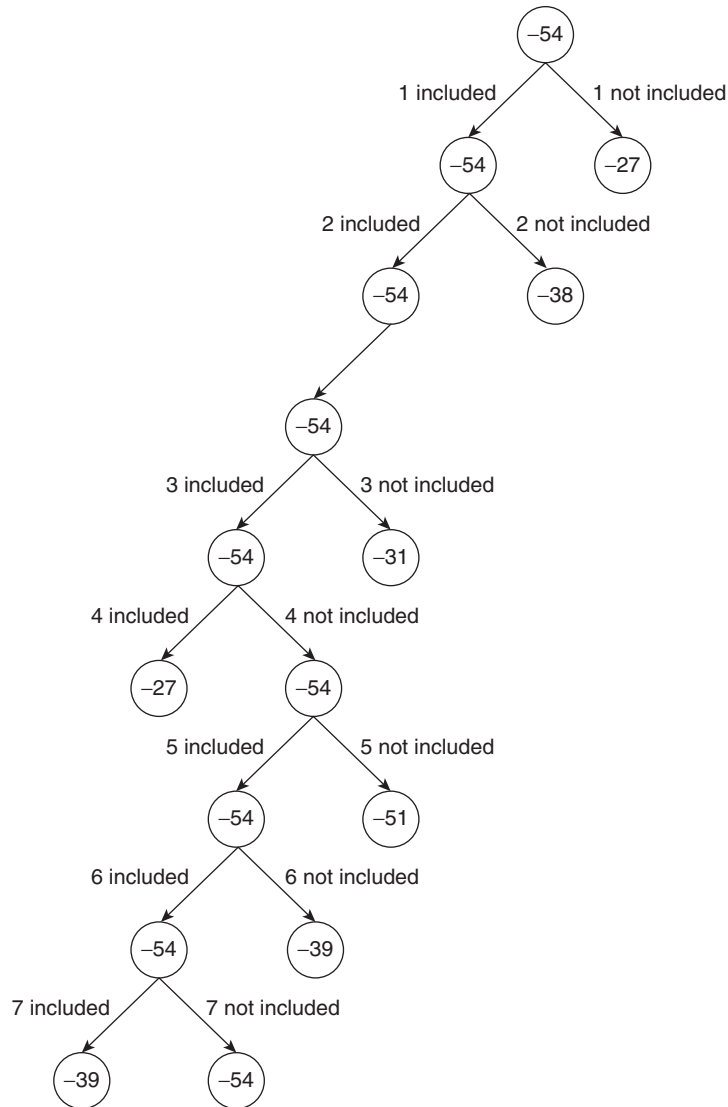 –54
1 included 1 not included
–54 –27
2 included 2 not included
–54 –38
–54
3 included 3 not included
–54 –31
4 included 4 not included
–27 –54
5 included 5 not included
–54 –51
6 included 6 not included
–54 –39
7 included 7 not included
–39 –54